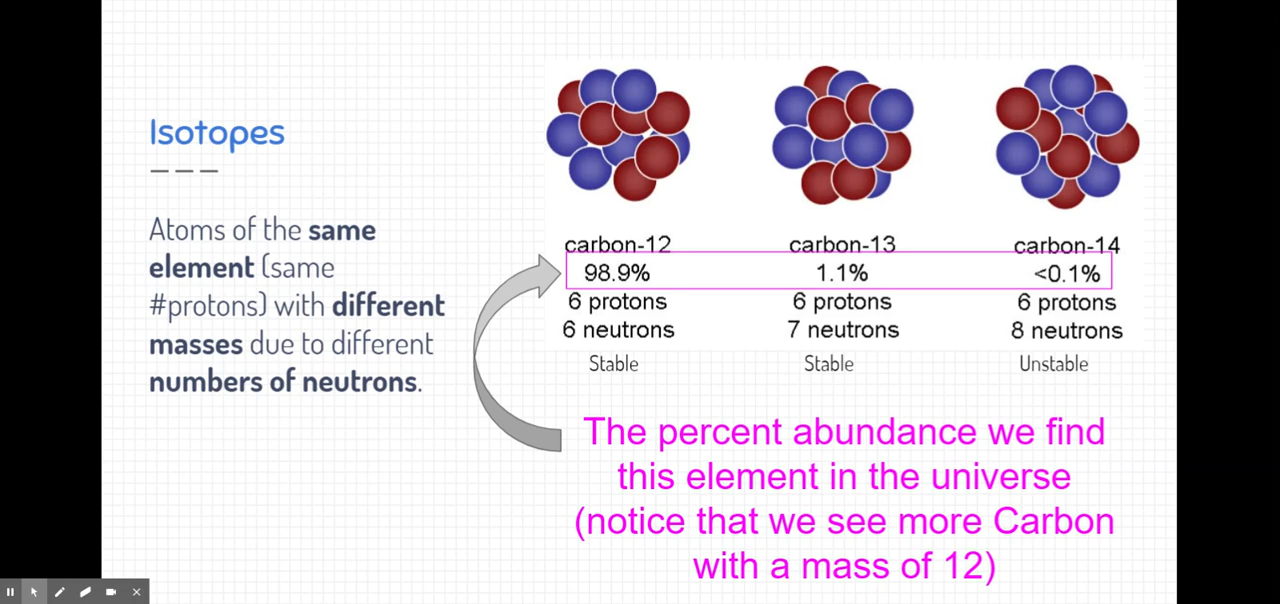 Isotopes
Atoms of the same
element (same
#protons) with different
masses due to different
numbers of neutrons.
carbon-12 carbon-13 carbon-14
98.9% 1.1% <0.1%
6 protons 6 protons 6 protons
6 neutrons 7 neutrons 8 neutrons
Stable Stable Unstable
The percent abundance we find
this element in the universe
(notice that we see more Carbon
with a mass of 12)